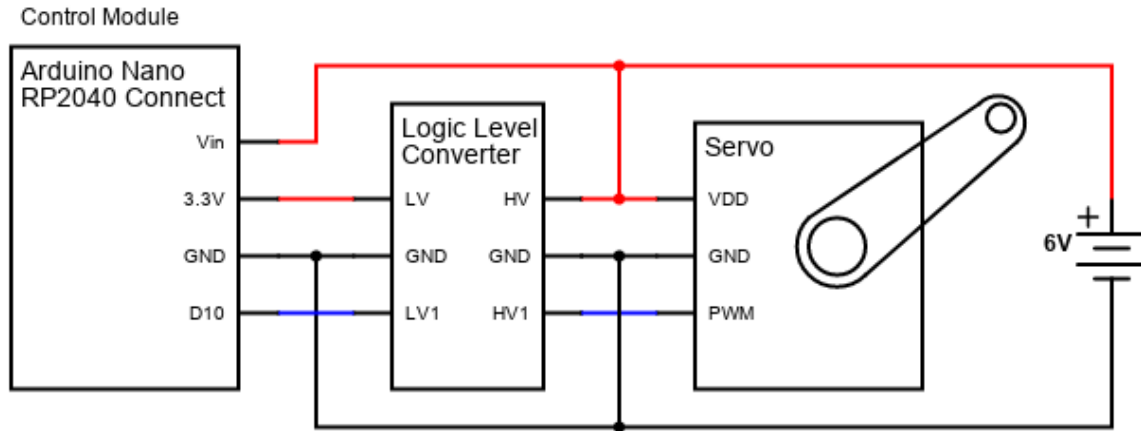 Control Module
Arduino Nano
RP2040 Connect
Vin
3.3V
GND
D10
Logic Level
Converter
LV
HV
GND
GND
LV1
HV1
Servo
VDD
GND
PWM
+
6V